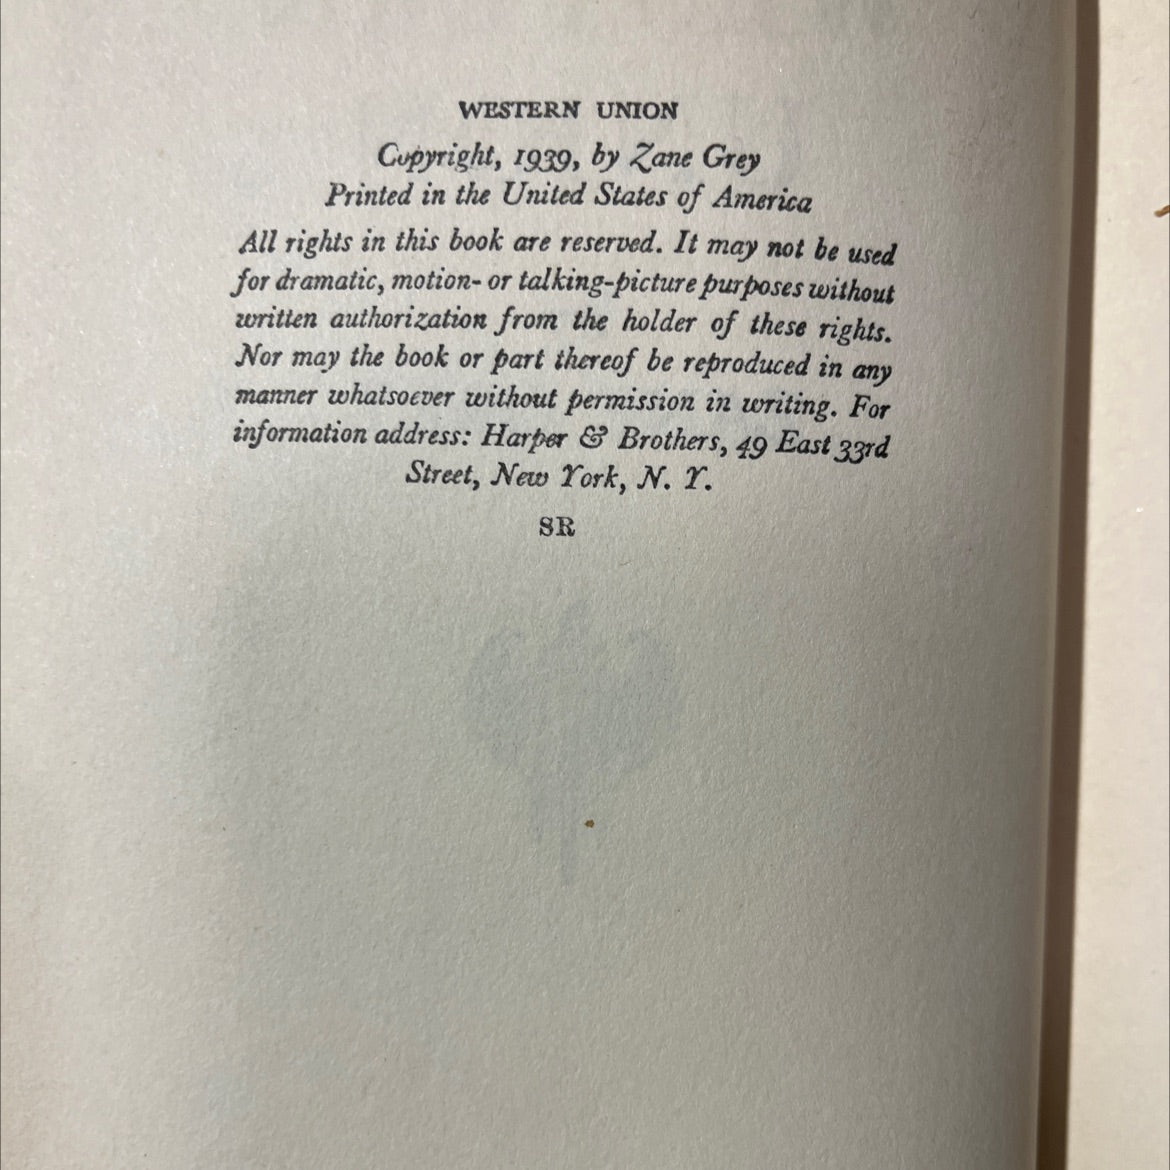 WESTERN UNION
Copyright, 1939, by Zane Grey
Printed in the United States of America
All rights in this book are reserved. It may not be used
for dramatic, motion- or talking-picture purposes without
written authorization from the holder of these rights.
Nor may the book or part thereof be reproduced in any
manner whatsoever without permission in writing. For
information address: Harper & Brothers, 49 East 33rd
Street, New York, N. Y.
SR